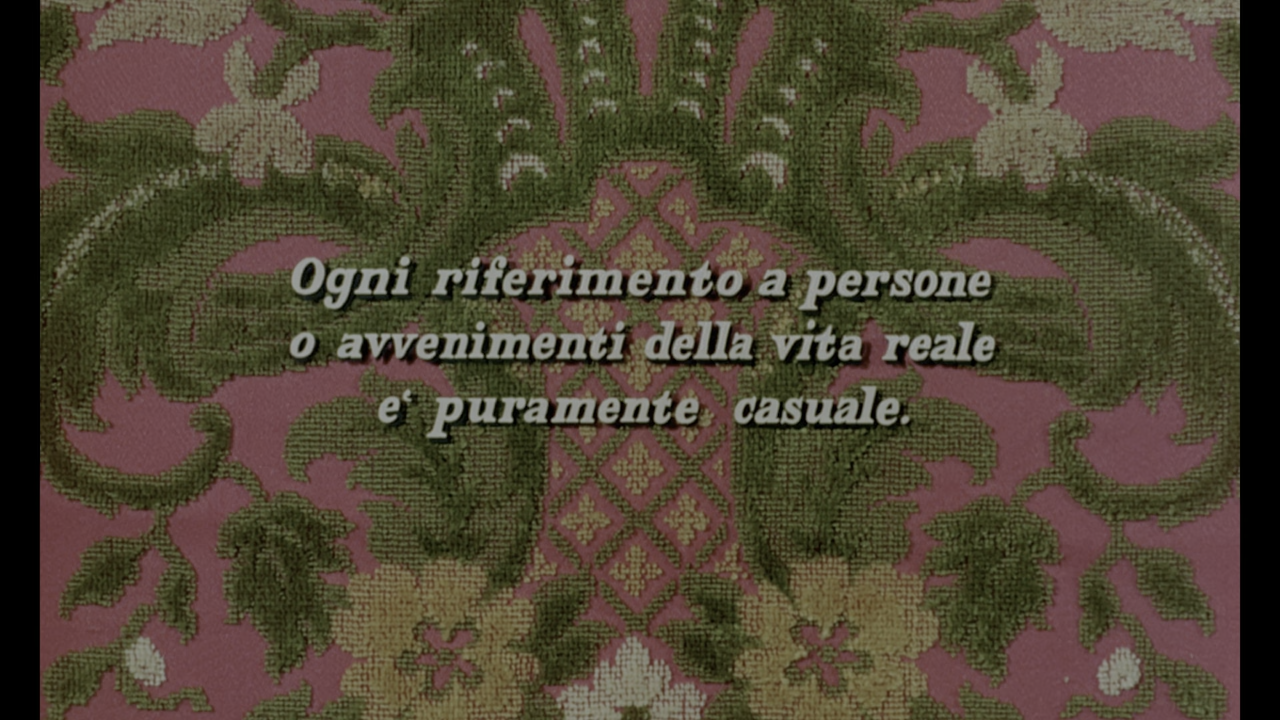 Ogni riferimento a persone
o avvenimenti della vita reale
e‘ puramente casuale.